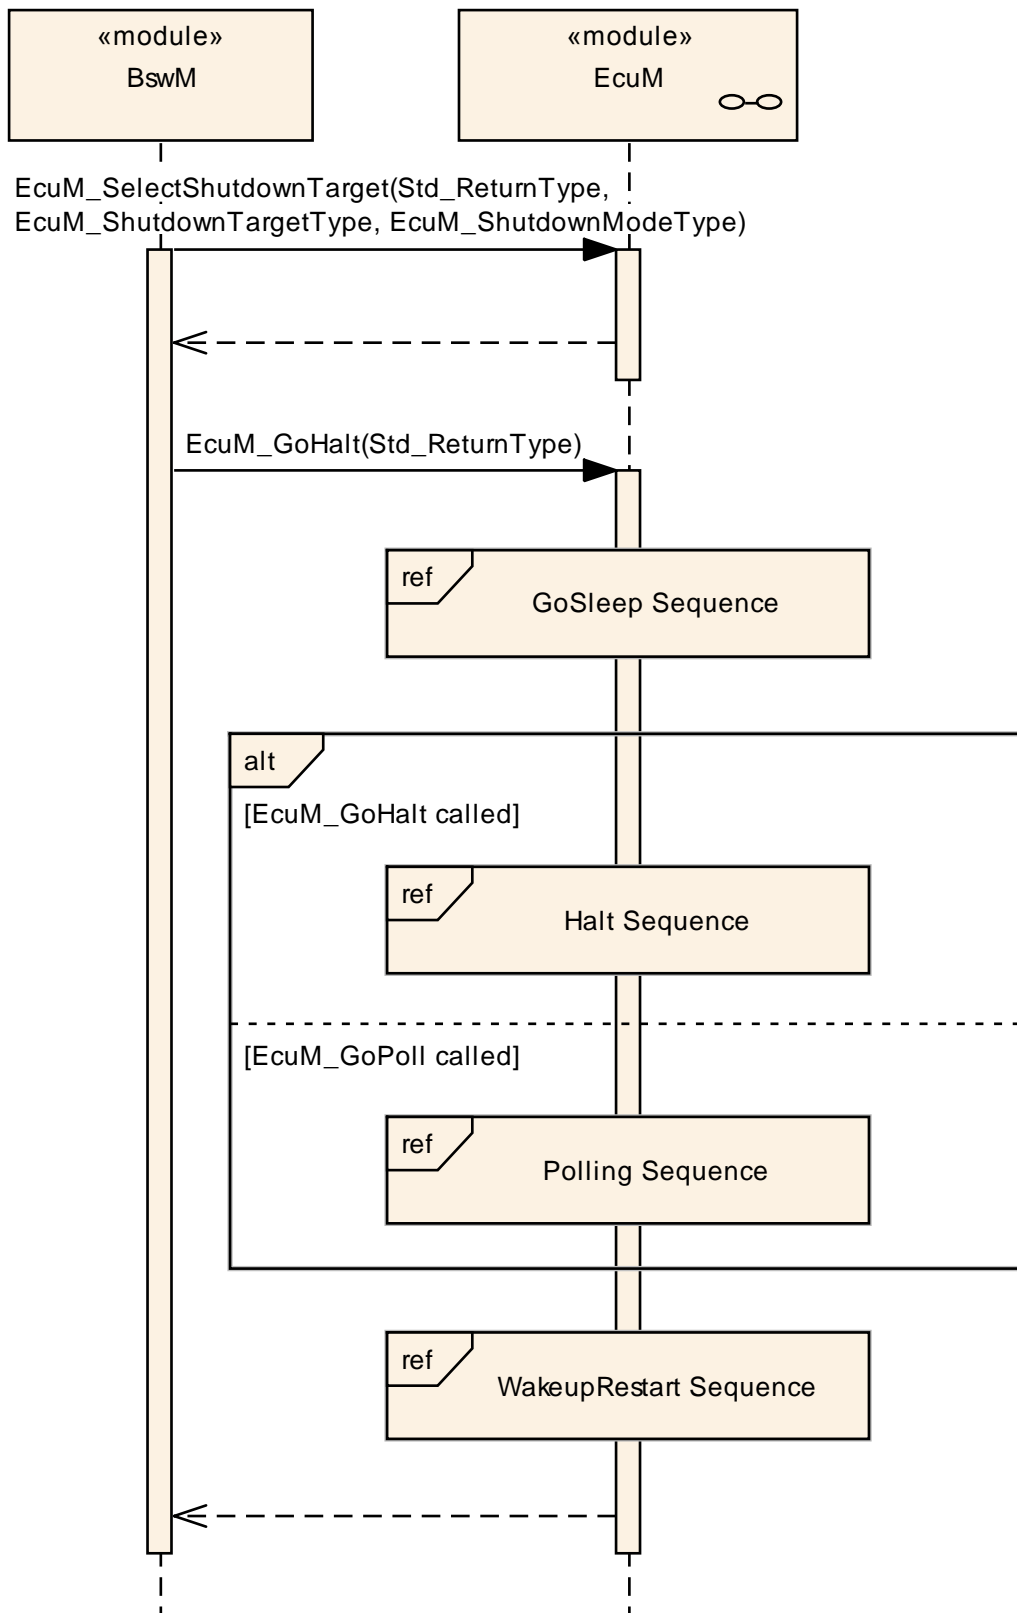 «module»
BswM
«module»
EcuM
EcuM_SelectShutdownTarget(Std_ReturnType,
EcuM_ShutdownTargetType, EcuM_ShutdownModeType)
EcuM_GoHalt(Std_ReturnType)
ref
GoSleep Sequence
alt
[EcuM_GoHalt called]
ref
Halt Sequence
[EcuM_GoPoll called]
ref
Polling Sequence
ref
WakeupRestart Sequence